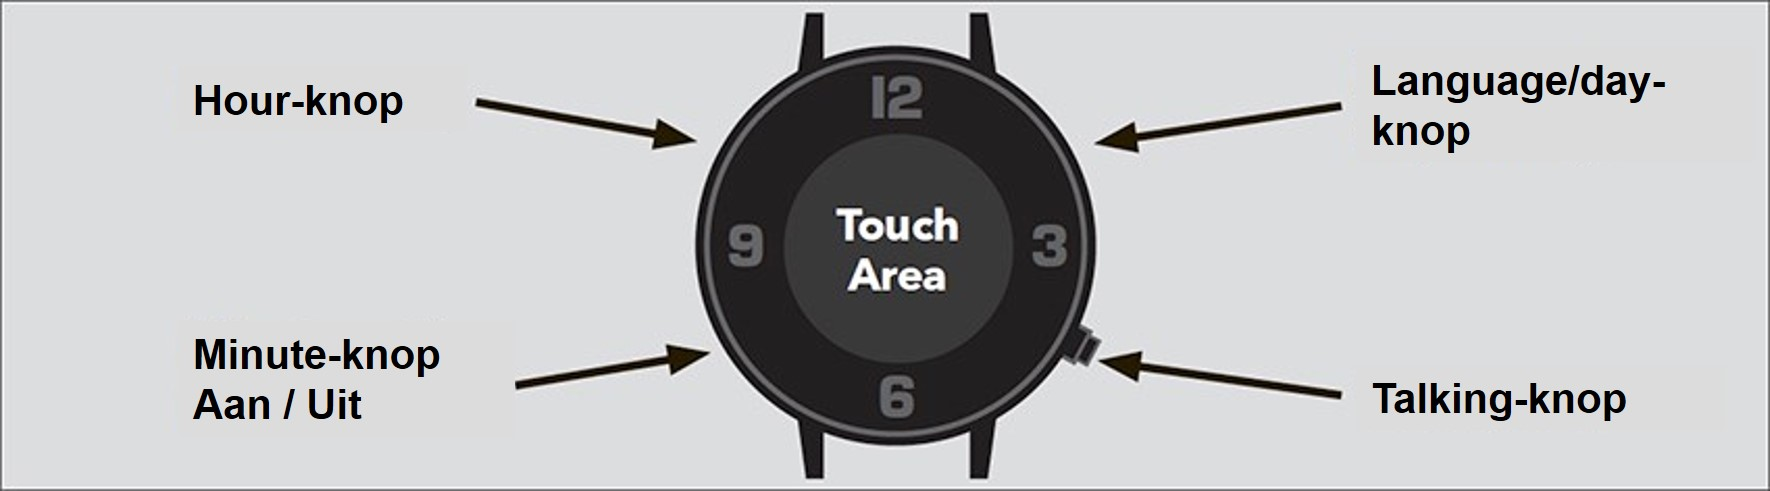 Hour-knop
Language/day-
knop
12
Touch
Area
9
3
Minute-knop
Aan / Uit
6
Talking-knop